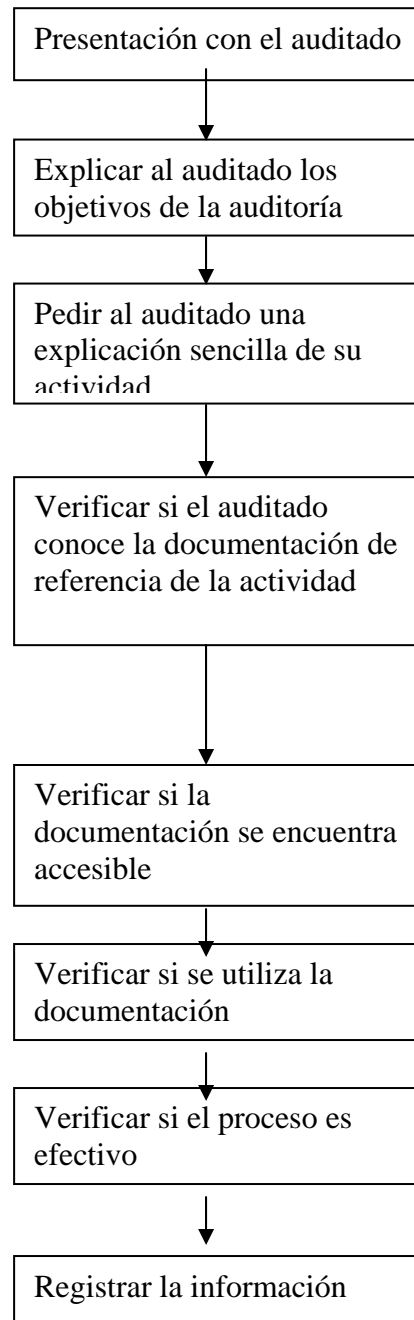 Presentación con el auditado
Explicar al auditado los
objetivos de la auditoría
Pedir al auditado una
explicación sencilla de su
actividad
Verificar si el auditado
conoce la documentación de
referencia de la actividad
Verificar si la
documentación se encuentra
accesible
Verificar si se utiliza la
documentación
Verificar si el proceso es
efectivo
Registrar la información